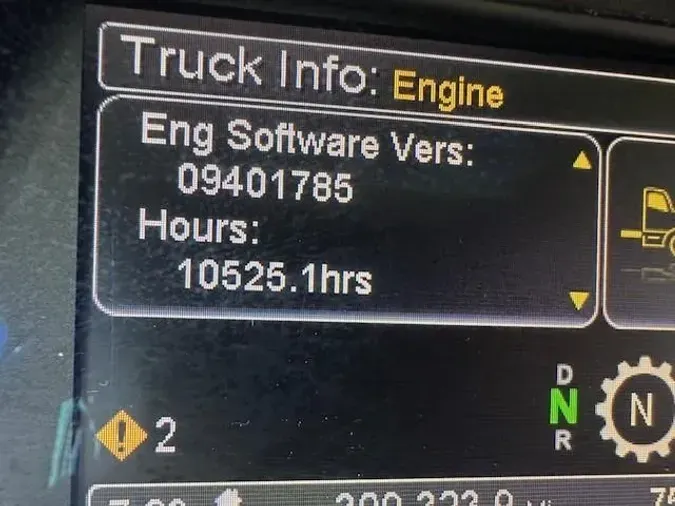 Truck Info: Engine
Eng Software Vers:
09401785
Hours:
10525.1hrs
D
N
R
N
2